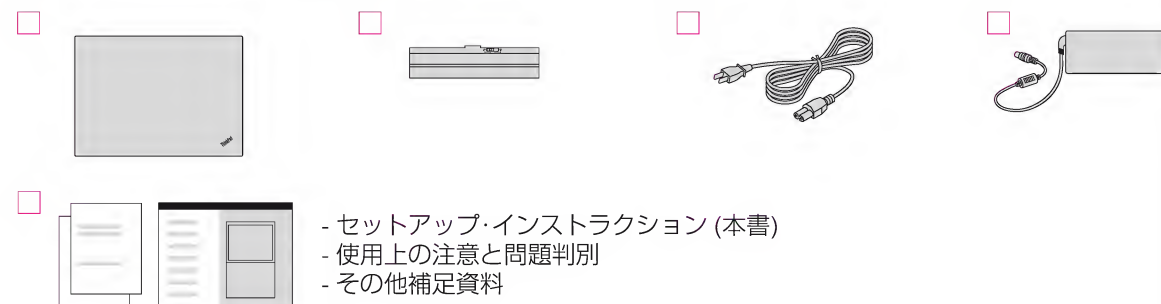 ThinkPad
- セットアップ･インストラクション (本書)
- 使用上の注意と問題判別
- その他補足資料